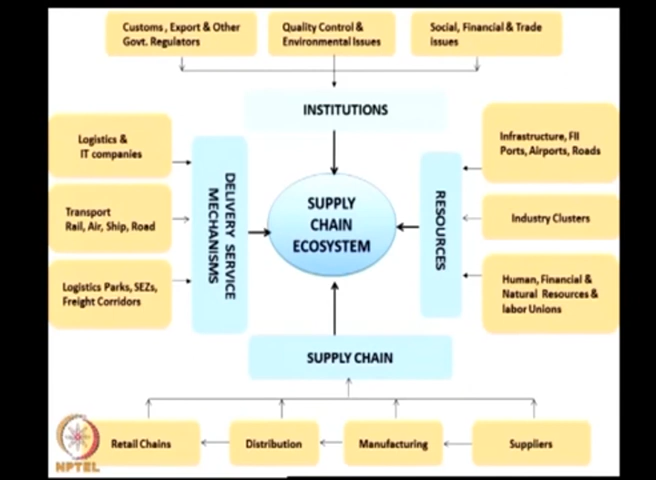 Customs , Export & Other
Govt. Regulators
Quality Control &
Environmental Issues
Social, Financial & Trade
issues
INSTITUTIONS
Logistics &
IT companies
Transport
Rail, Air, Ship, Road
Logistics Parks, SEZs,
Freight Corridors
DELIVERY SERVICE
MECHANISMS
SUPPLY
CHAIN
ECOSYSTEM
RESOURCES
Infrastructure, FII
Ports, Airports, Roads
Industry Clusters
Human, Financial &
Natural Resources &
labor Unions
SUPPLY CHAIN
Retail Chains
Distribution
Manufacturing
Suppliers
NPTEL